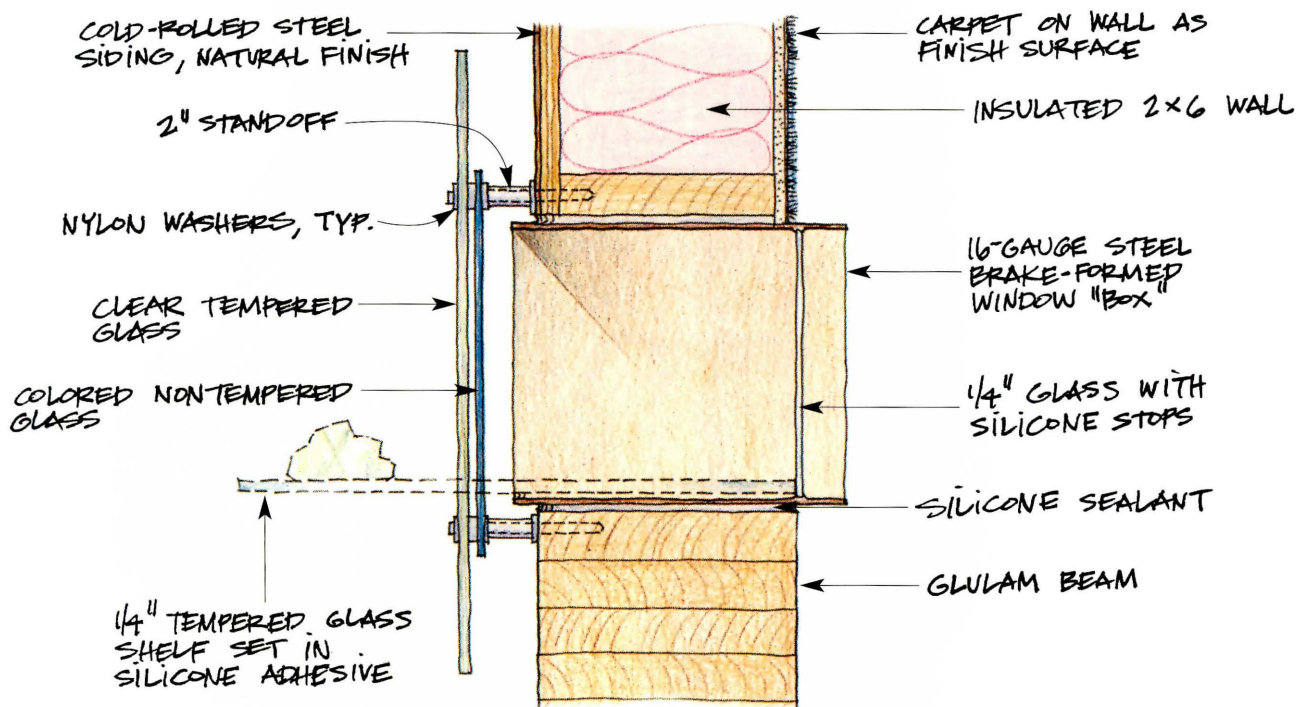 COLD-ROLLED STEEL
SIDING, NATURAL FINISH
2" STANDOFF
NYLON WASHERS, TYP.
CLEAR TEMPERED
GLASS
COLORED NON-TEMPERED
GLASS
1/4" TEMPERED GLASS
SHELF SET IN
SILICONE ADHESIVE
CARPET ON WALL AS
FINISH SURFACE
INSULATED 2×6 WALL
16-GAUGE STEEL
BRAKE-FORMED
WINDOW "BOX"
1/4" GLASS WITH
SILICONE STOPS
SILICONE SEALANT
GLULAM BEAM